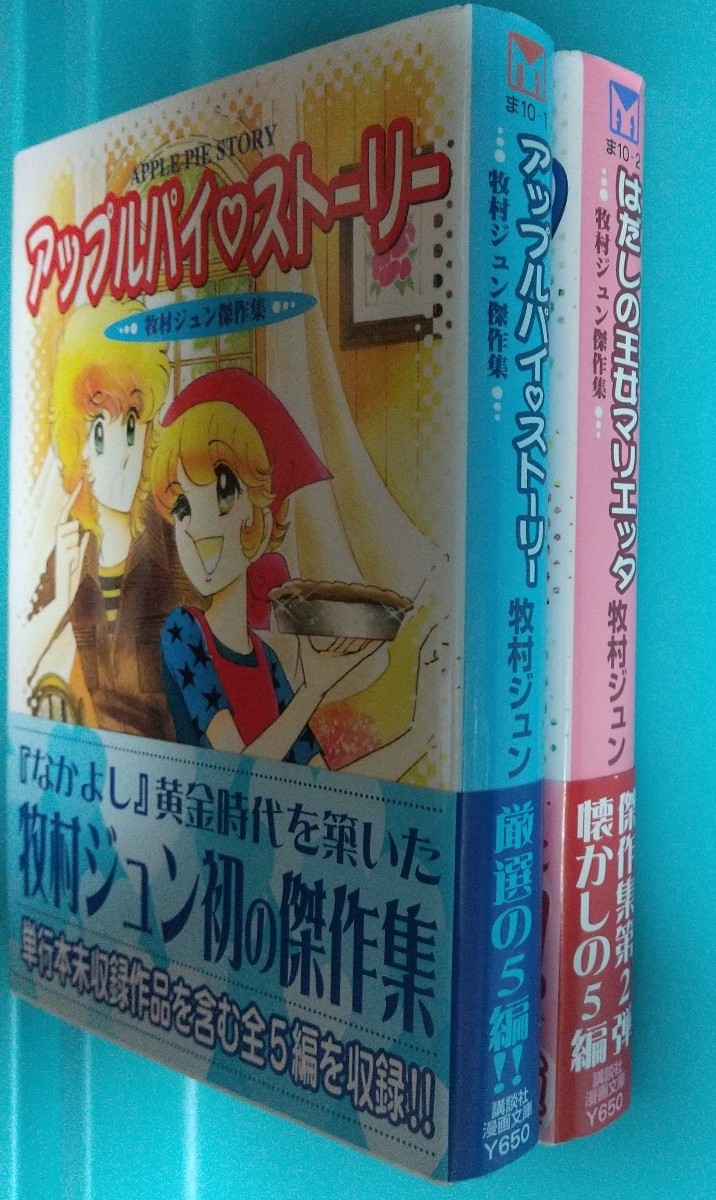 APPLE PIE STORY
アップルパイ♡ストーリー
牧村ジュン傑作集
『なかよし』黄金時代を築いた
牧村ジュン初の傑作集
単行本未収録作品を含む全5編を収録!!
ま10-1
アップルパイ♡ストーリー
牧村ジュン傑作集
牧村ジュン
厳選の5編!!
講談社
漫画文庫
Y650
ま10-2
はだしの王女マリエッタ
牧村ジュン傑作集
牧村ジュン
傑作集第2弾
懐かしの5編
講談社
漫画文庫
Y650